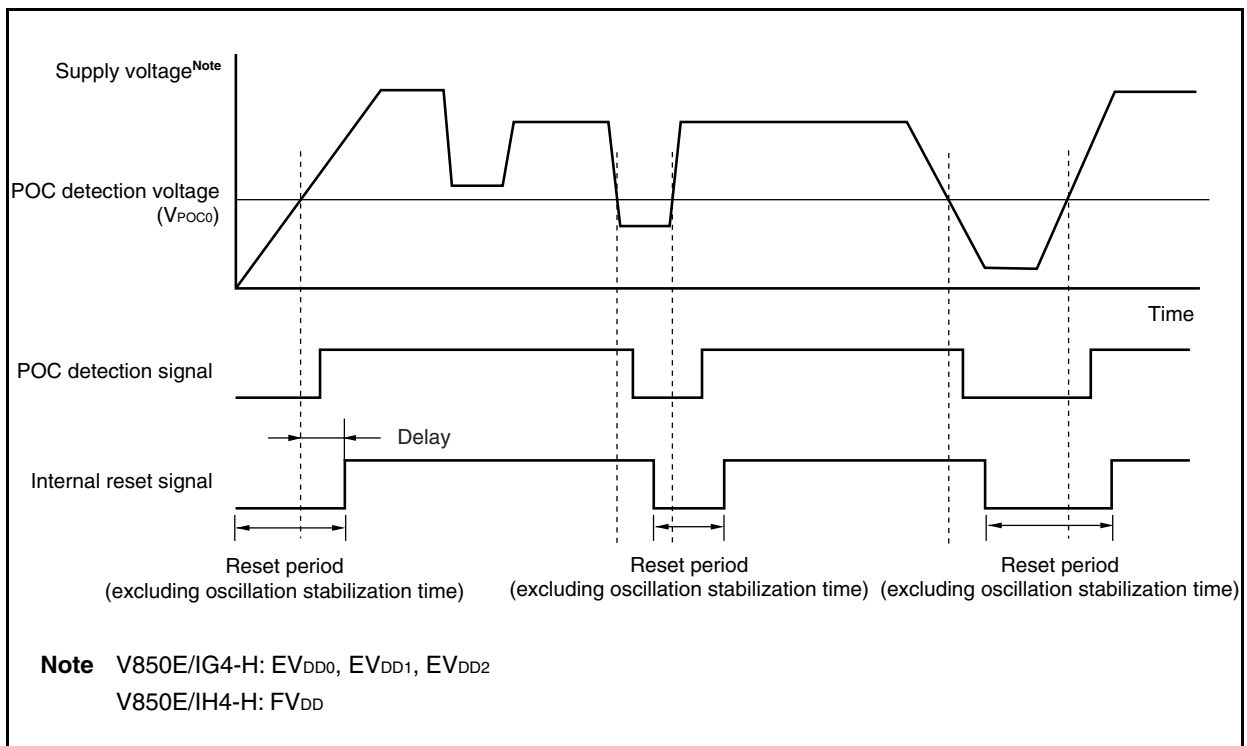 Supply voltageNote
POC detection voltage
(VPOC0)
Time
POC detection signal
Delay
Internal reset signal
Reset period
(excluding oscillation stabilization time)
Reset period
(excluding oscillation stabilization time)
Reset period
(excluding oscillation stabilization time)
Note V850E/IG4-H: EVDD0, EVDD1, EVDD2
V850E/IH4-H: FVDD